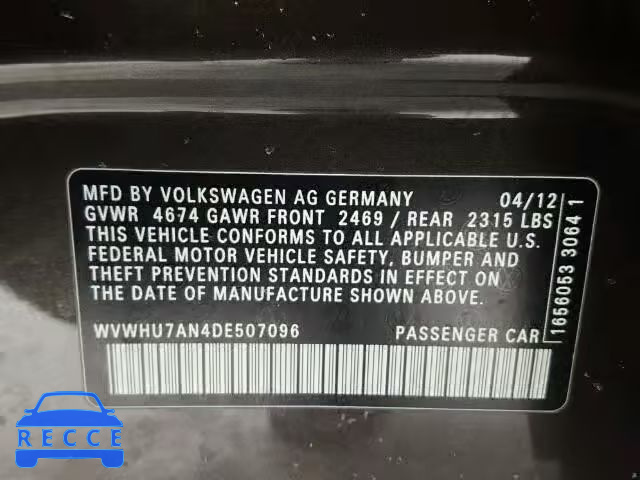 MFD BY VOLKSWAGEN AG GERMANY 04/12
GVWR 4674 GAWR FRONT 2469 / REAR 2315 LBS
THIS VEHICLE CONFORMS TO ALL APPLICABLE U.S.
FEDERAL MOTOR VEHICLE SAFETY, BUMPER AND
THEFT PREVENTION STANDARDS IN EFFECT ON
THE DATE OF MANUFACTURE SHOWN ABOVE.
WVWHU7AN4DE507096 PASSENGER CAR
1656053 30641
RECCE